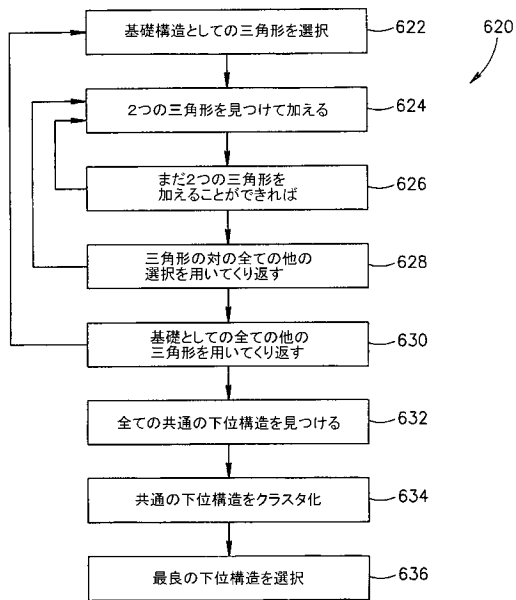 基礎構造としての三角形を選択
622
620
2つの三角形を見つけて加える
624
まだ2つの三角形を
加えることができれば
626
三角形の対の全ての他の
選択を用いてくり返す
628
基礎としての全ての他の
三角形を用いてくり返す
630
全ての共通の下位構造を見つける
632
共通の下位構造をクラスタ化
634
最良の下位構造を選択
636